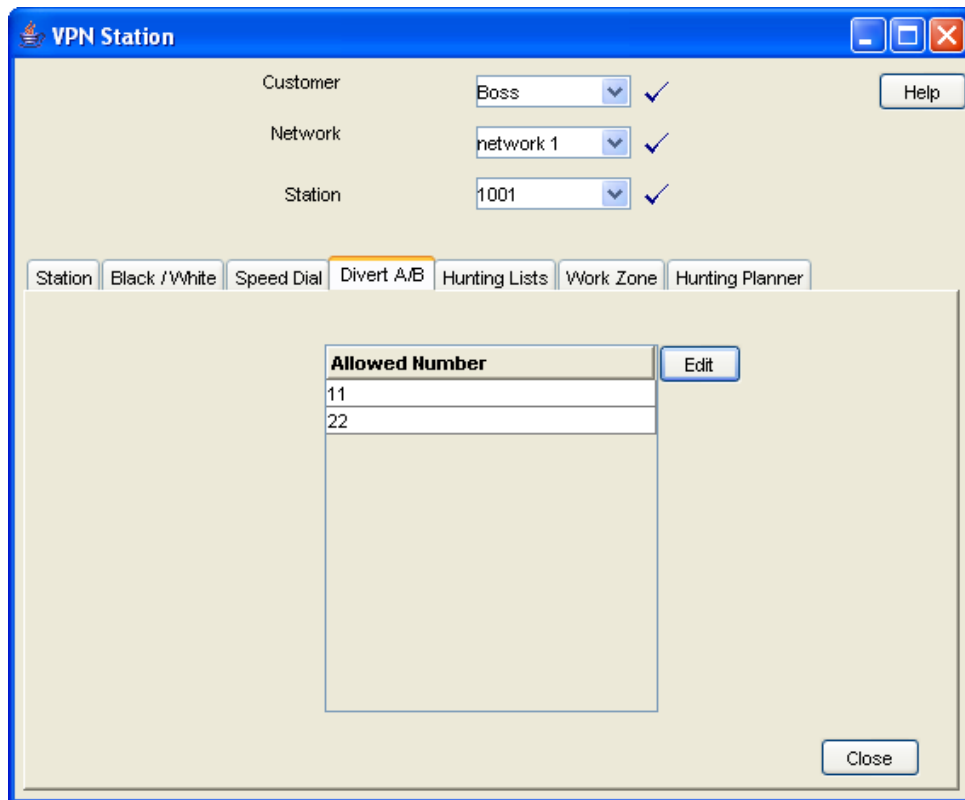 VPN Station
Customer Boss Help
Network network 1
Station 1001
Station Black / White Speed Dial Divert A/B Hunting Lists Work Zone Hunting Planner
Allowed Number Edit
11
22
Close